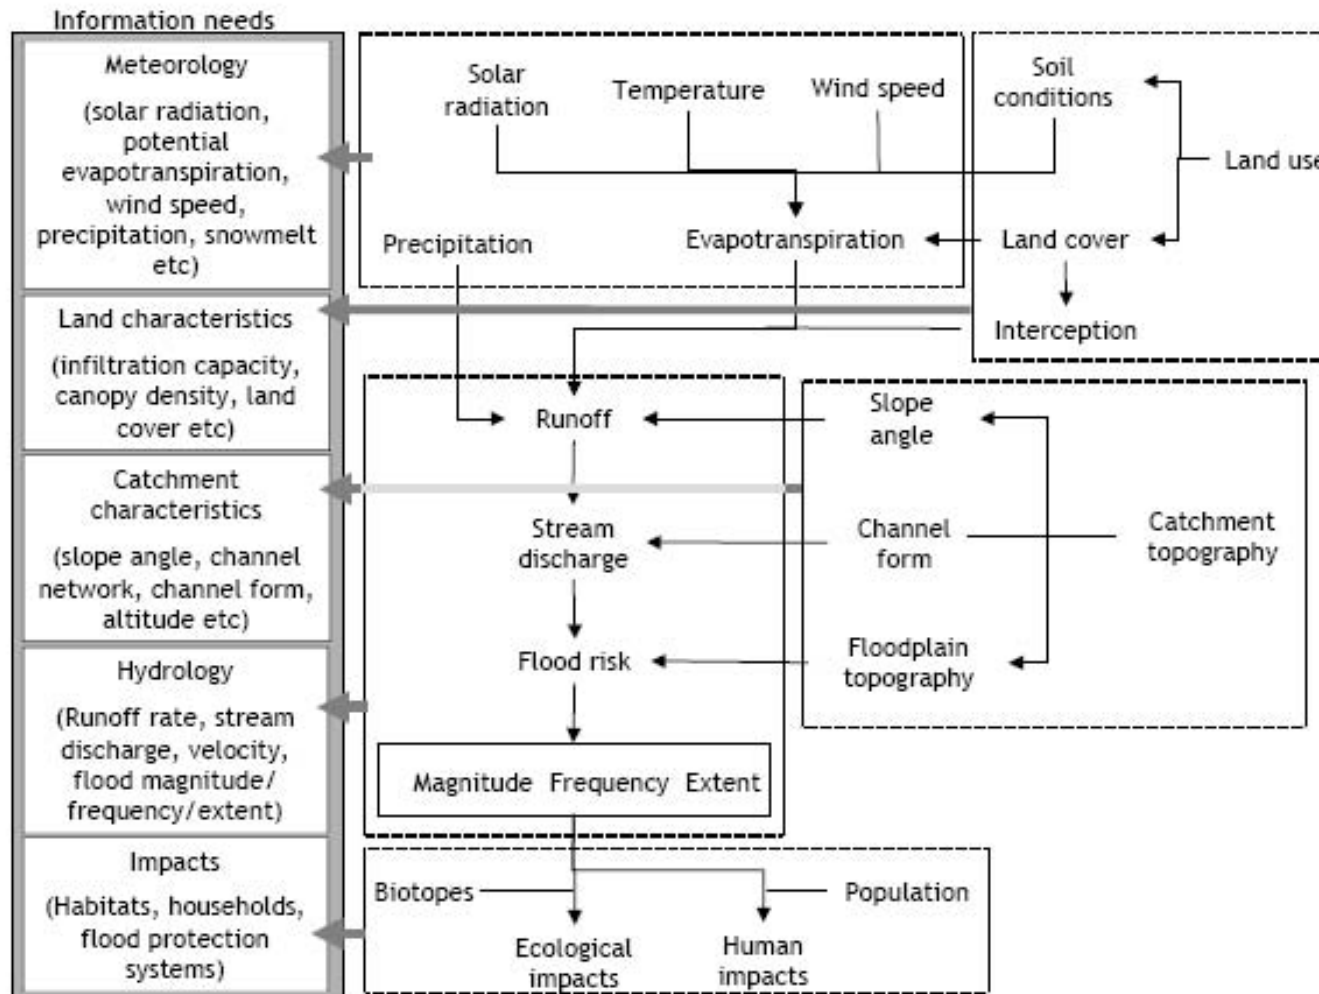 Information needs
Meteorology
(solar radiation,
potential
evapotranspiration,
wind speed,
precipitation, snowmelt
etc)
Land characteristics
(infiltration capacity,
canopy density, land
cover etc)
Catchment
characteristics
(slope angle, channel
network, channel form,
altitude etc)
Hydrology
(Runoff rate, stream
discharge, velocity,
flood magnitude/
frequency/extent)
Impacts
(Habitats, households,
flood protection
systems)
Solar
radiation
Temperature
Wind speed
Soil
conditions
Land use
Precipitation
Evapotranspiration
Land cover
Interception
Runoff
Slope
angle
Stream
discharge
Channel
form
Catchment
topography
Flood risk
Floodplain
topography
Magnitude Frequency Extent
Biotopes
Population
Ecological
impacts
Human
impacts